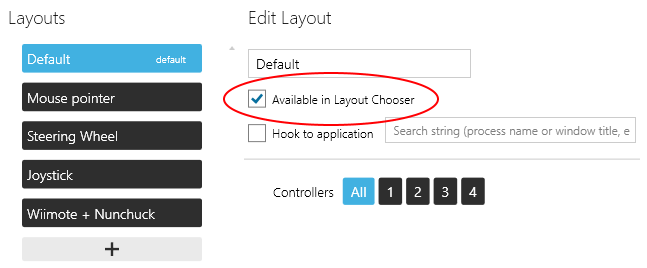 Layouts
Edit Layout
Default default
Default
Available in Layout Chooser
Mouse pointer
Steering Wheel
Hook to application
Search string (process name or window title, e
Joystick
Controllers All 1 2 3 4
Wiimote + Nunchuck
+